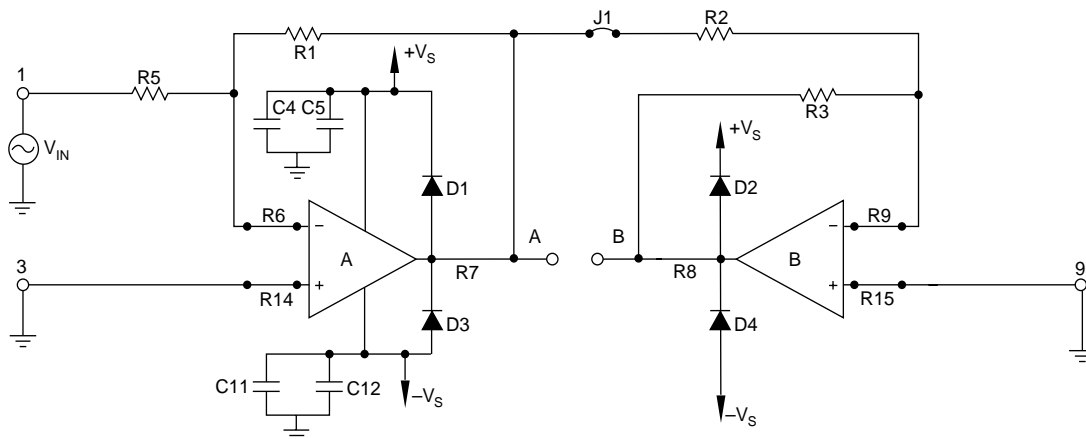 J1
R2
R1
+VS
1
R5
C4 C5
R3
+VS
VIN
D1
D2
R6
−
A
B
−
R9
A
R7
R8
B
3
9
R14
+
+
R15
D3
D4
C11
C12
−VS
−VS